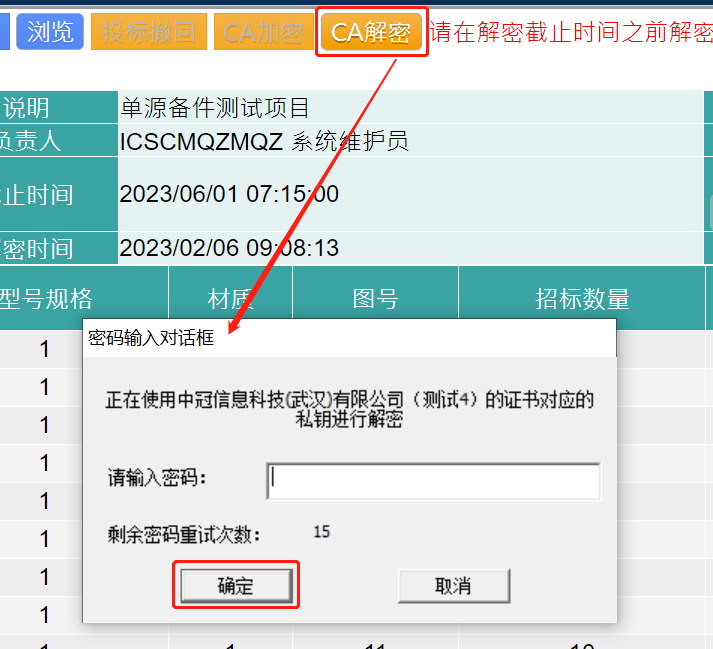 浏览 投标撤回 CA加密 CA解密 请在解密截止时间之前解密
说明 单源备件测试项目
负责人 ICSCMQZMQZ 系统维护员
止时间 2023/06/01 07:15:00
密时间 2023/02/06 09:08:13
型号规格 材质 图号 招标数量
密码输入对话框
1
正在使用中冠信息科技(武汉)有限公司（测试4）的证书对应的
1
私钥进行解密
1
1
请输入密码：
1
剩余密码重试次数： 15
1
1
确定 取消
1
1 1 11 10